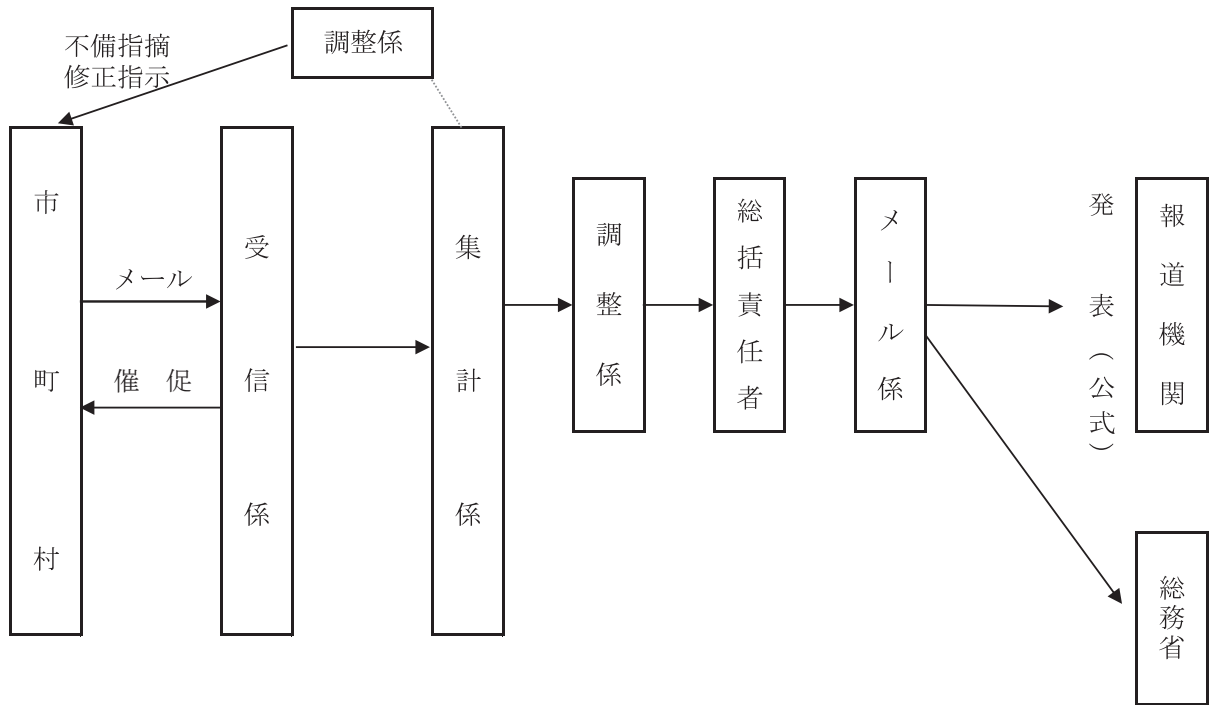 不備指摘
修正指示
調整係
市町村
メール
催 促
受信係
集計係
調整係
総括責任者
メール係
発表（公式）
報道機関
総務省